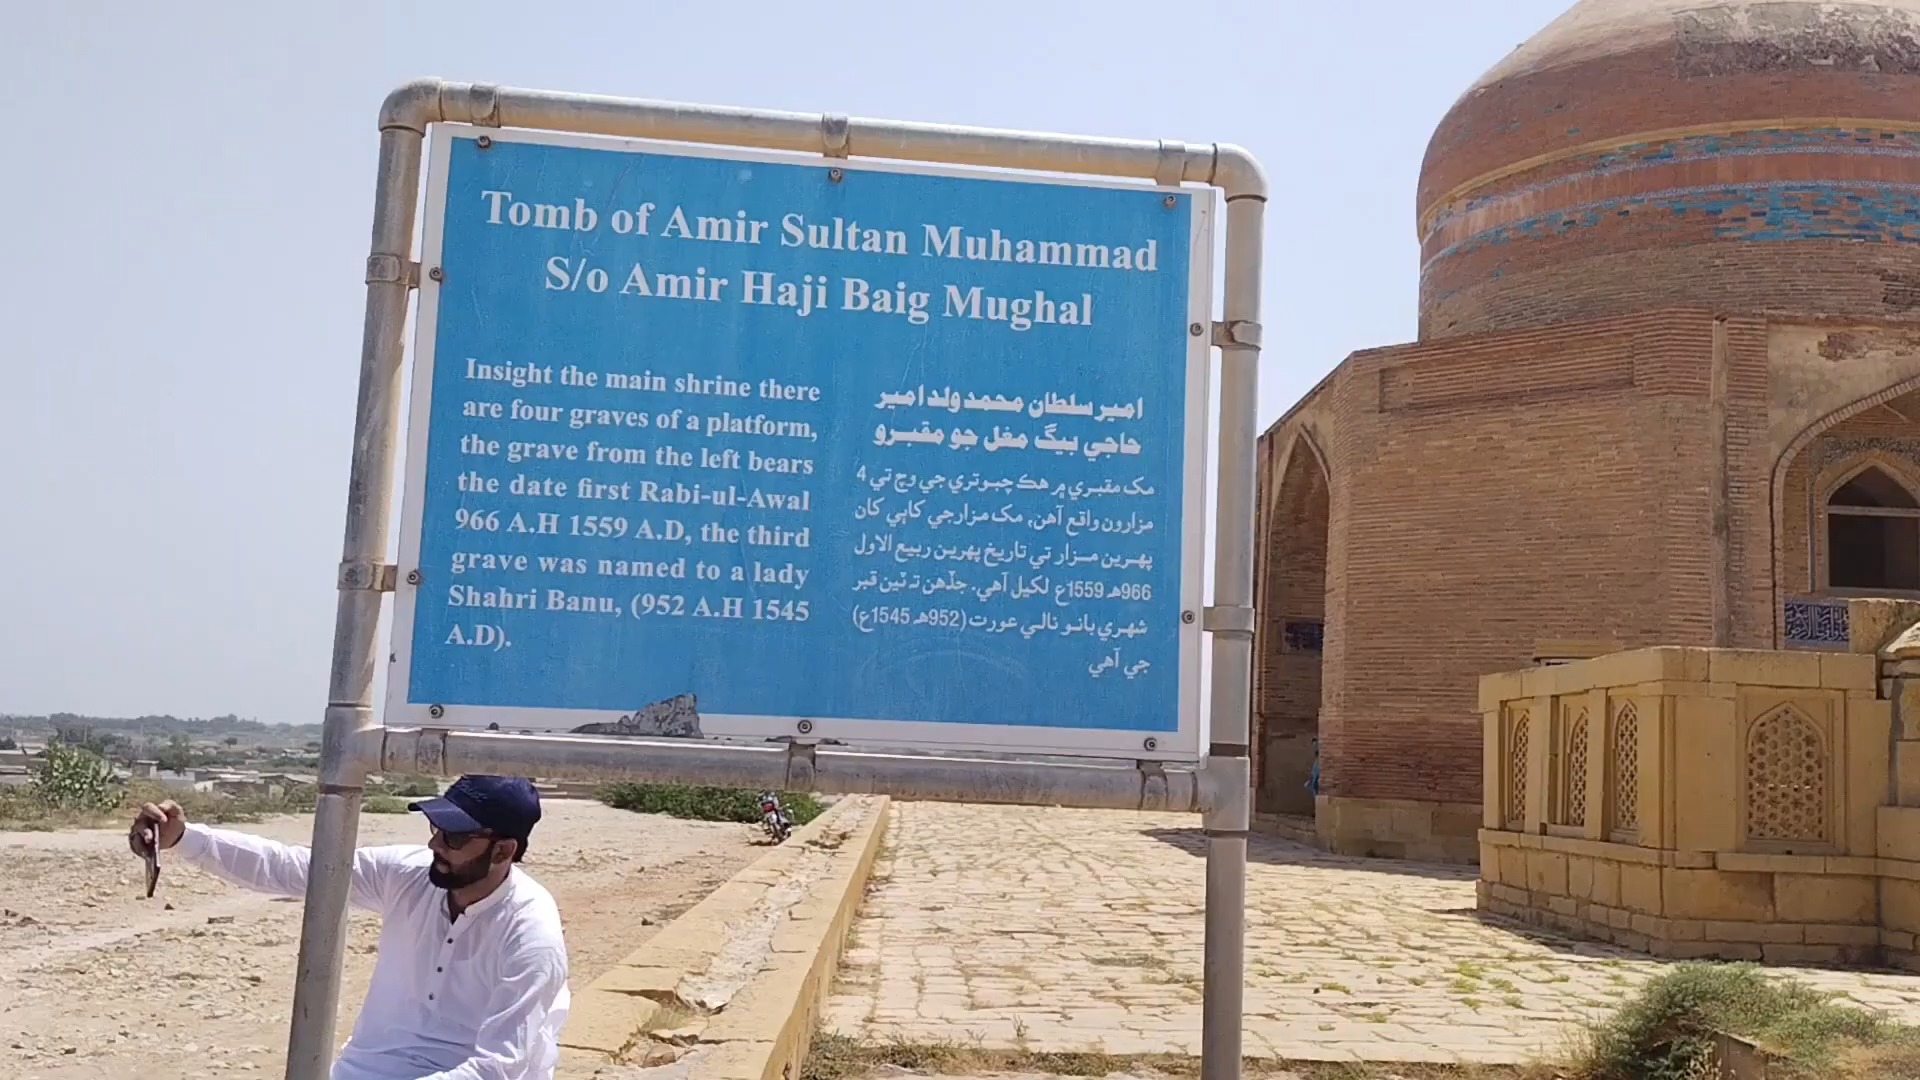 Tomb of Amir Sultan Muhammad
S/o Amir Haji Baig Mughal
Insight the main shrine there
are four graves of a platform,
the grave from the left bears
the date first Rabi-ul-Awal
966 A.H 1559 A.D, the third
grave was named to a lady
Shahri Banu, (952 A.H 1545
A.D).
امير سلطان محمد ولد امير
حاجي بيگ مغل جو مقبرو
مک مقبري ۾ هڪ چبوتري جي وچ تي 4
مزارون واقع آهن، مک مزار جي کاٻي کان
پهرين مزار تي تاريخ پهرين ربيع الاول
966ھ 1559ع لکيل آهي. جڏهن تہ ٽين قبر
شهري بانو نالي عورت (952ھ 1545ع)
جي آهي